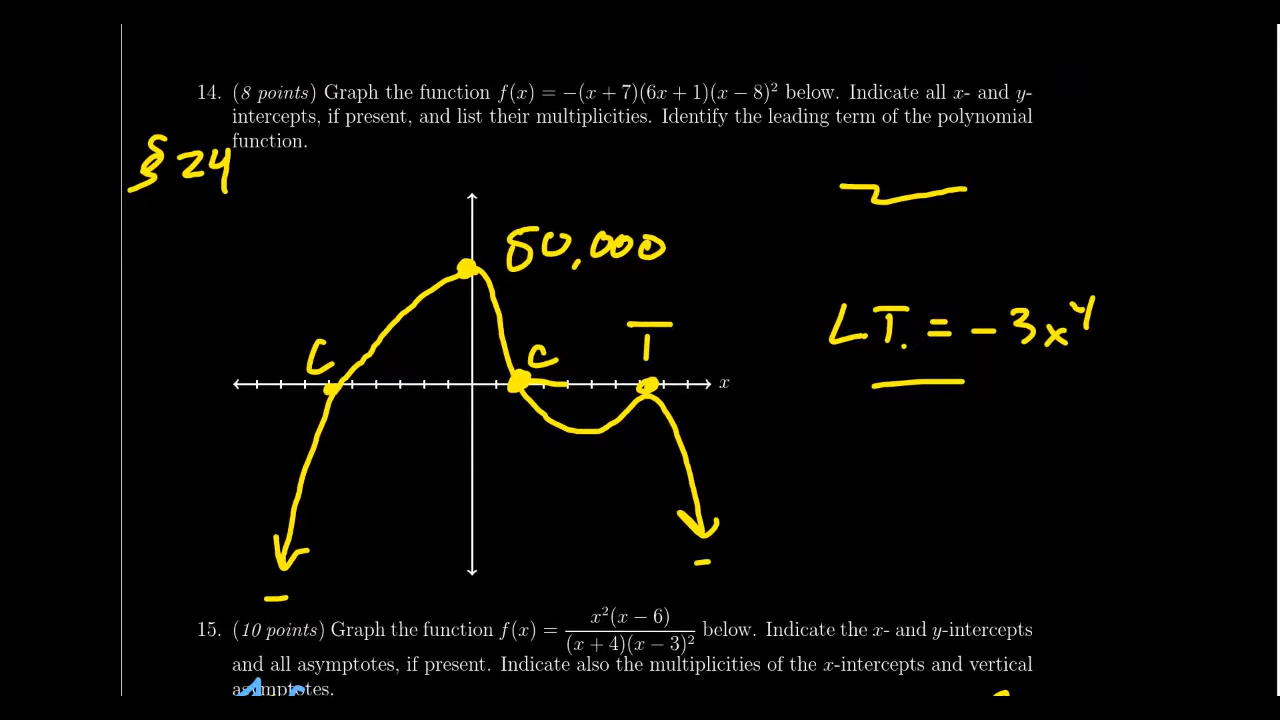 14. (8 points) Graph the function f(x) = −(x + 7)(6x + 1)(x − 8)² below. Indicate all x- and y-
intercepts, if present, and list their multiplicities. Identify the leading term of the polynomial
function.
§ 24
80,000
L.T. = - 3x⁴
C
C
T
x
-
-
15. (10 points) Graph the function f(x) = x²(x − 6) / (x + 4)(x − 3)² below. Indicate the x- and y-intercepts
and all asymptotes, if present. Indicate also the multiplicities of the x-intercepts and vertical
asymptotes.